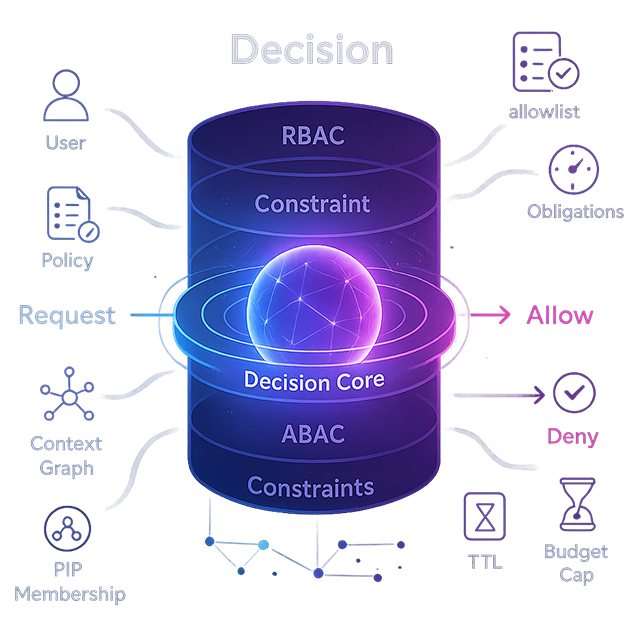 Decision
User
Policy
Request
Context
Graph
PIP
Membership
RBAC
Constraint
Decision Core
ABAC
Constraints
allowlist
Obligations
Allow
Deny
TTL
Budget
Cap